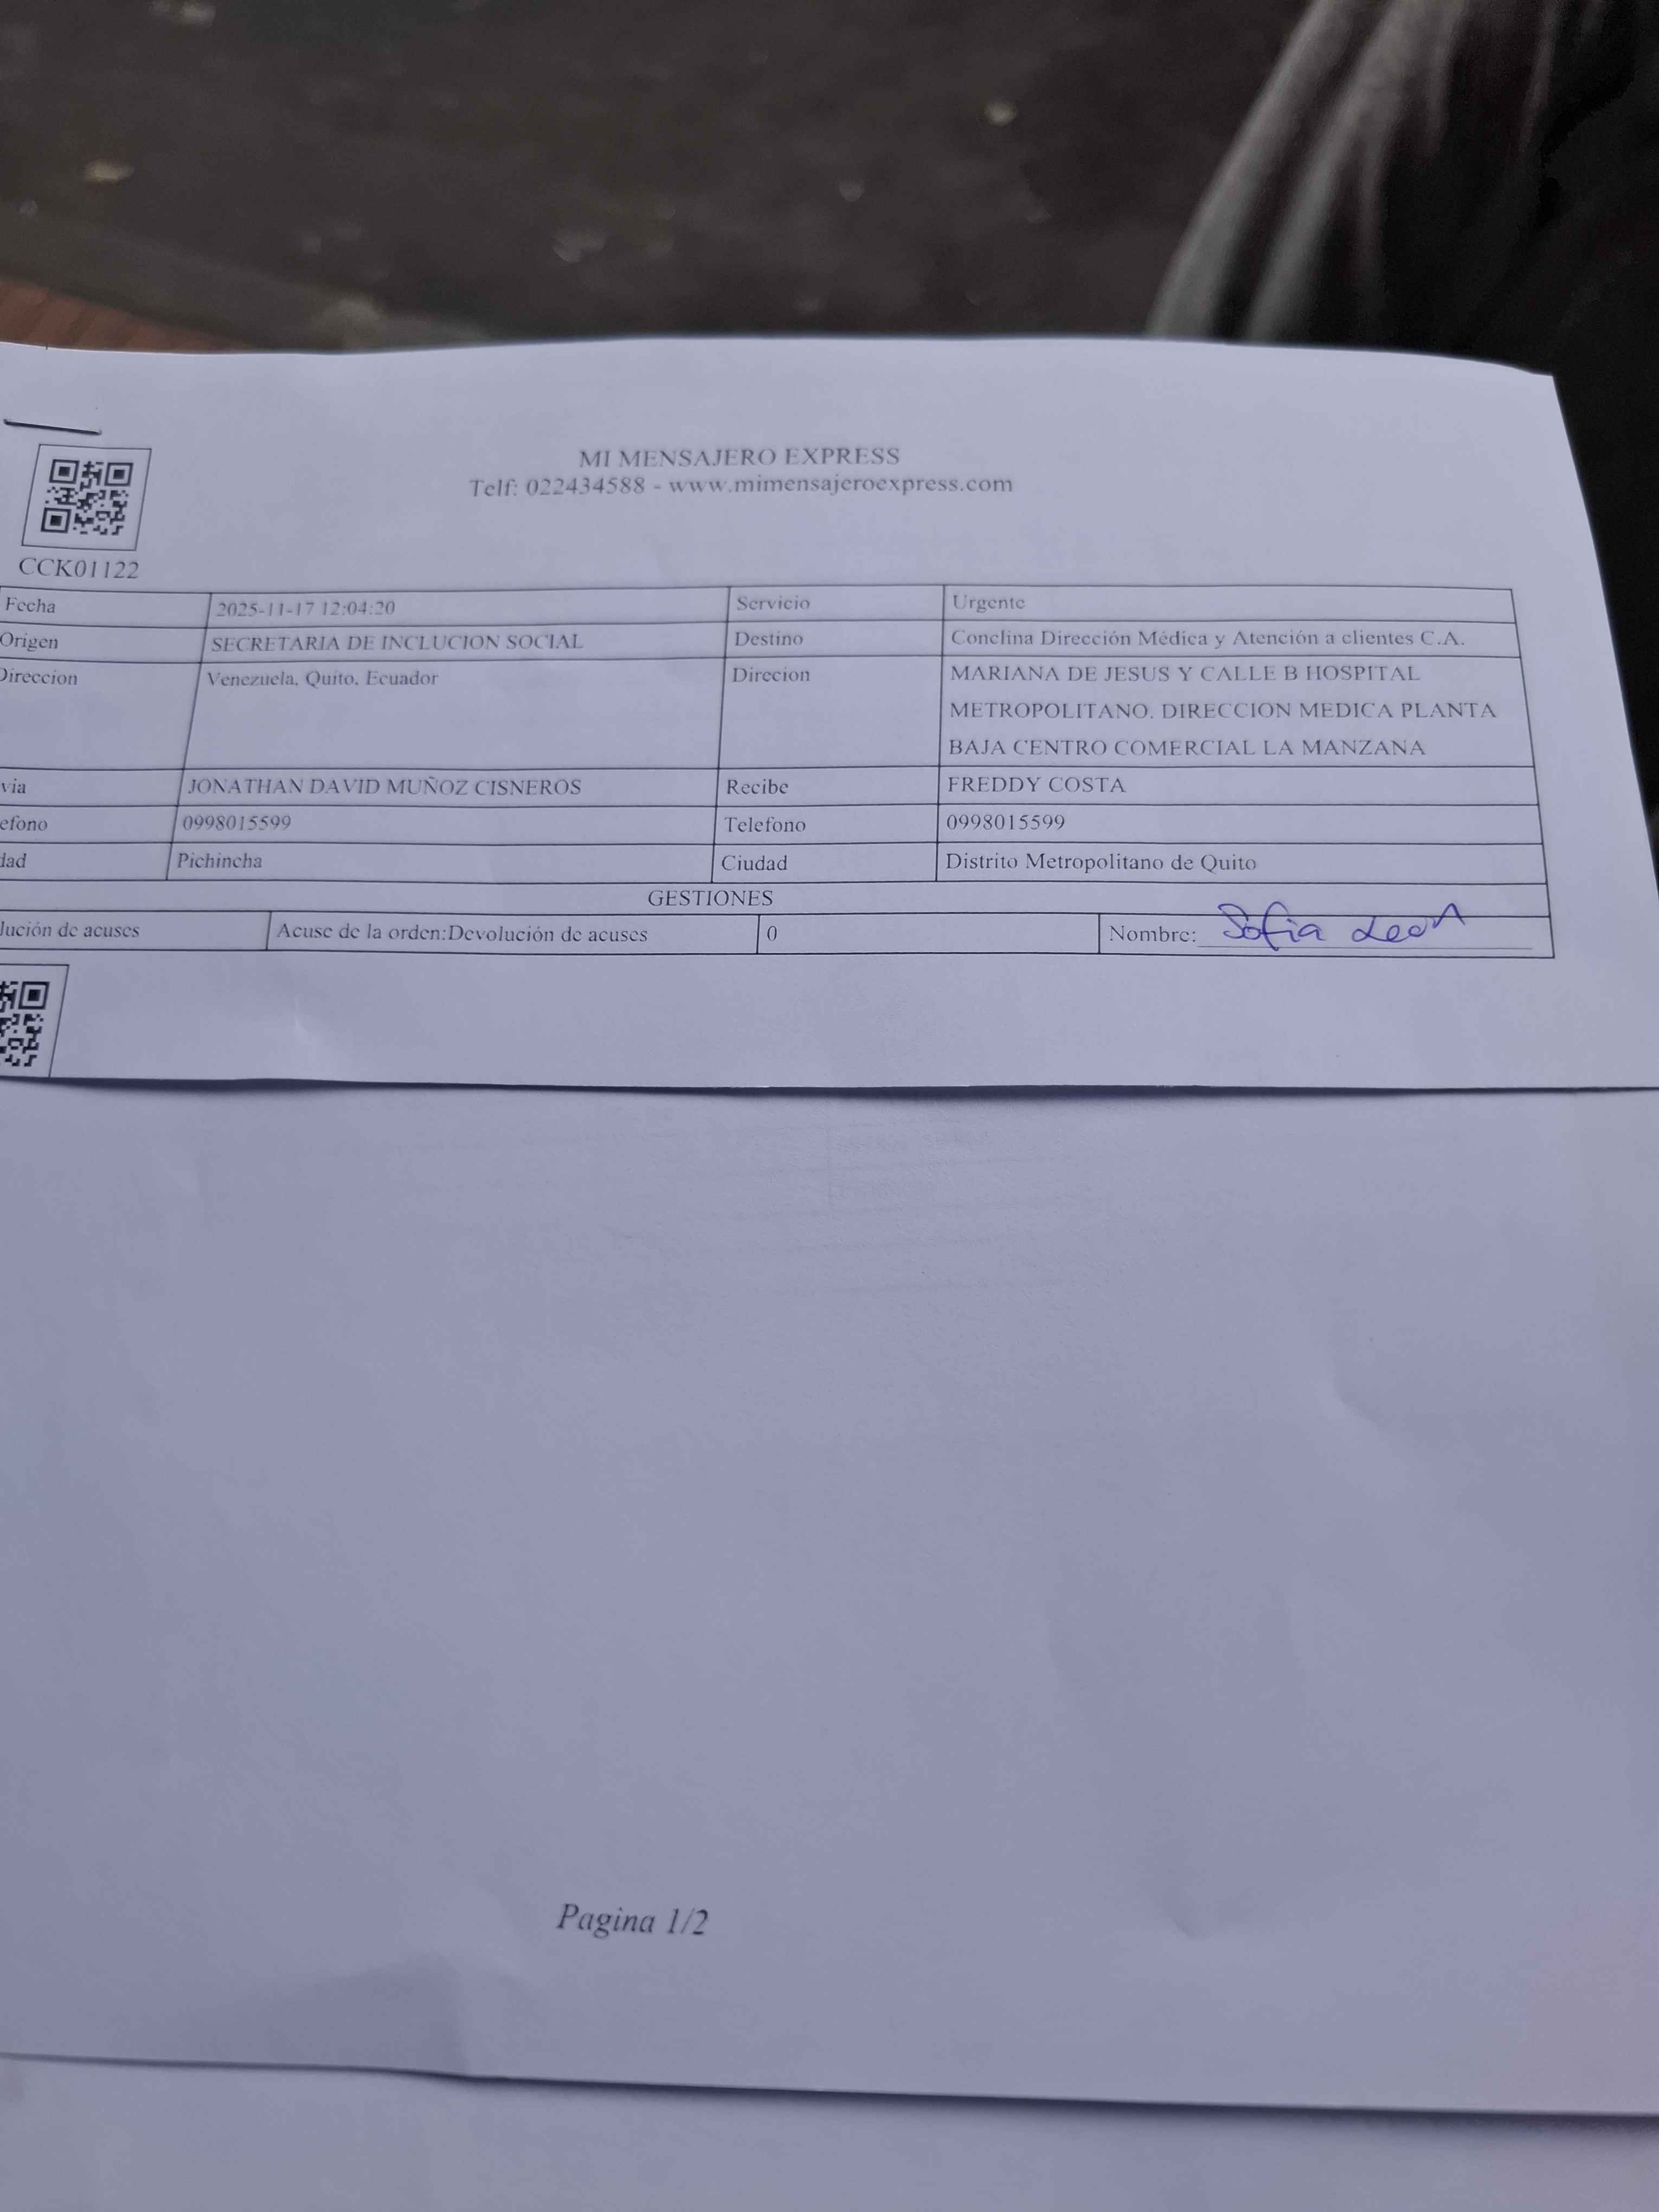 MI MENSAJERO EXPRESS
Telf: 022434588 - www.mimensajeroexpress.com
CCK01122
Fecha 2025-11-17 12:04:20 Servicio Urgente
Origen SECRETARIA DE INCLUCION SOCIAL Destino Conclina Dirección Médica y Atención a clientes C.A.
Direccion Venezuela, Quito, Ecuador Direcion MARIANA DE JESUS Y CALLE B HOSPITAL
METROPOLITANO. DIRECCION MEDICA PLANTA
BAJA CENTRO COMERCIAL LA MANZANA
via JONATHAN DAVID MUÑOZ CISNEROS Recibe FREDDY COSTA
efono 0998015599 Telefono 0998015599
dad Pichincha Ciudad Distrito Metropolitano de Quito
GESTIONES
lución de acuses Acuse de la orden:Devolución de acuses 0 Nombre: Sofia Leon
Pagina 1/2